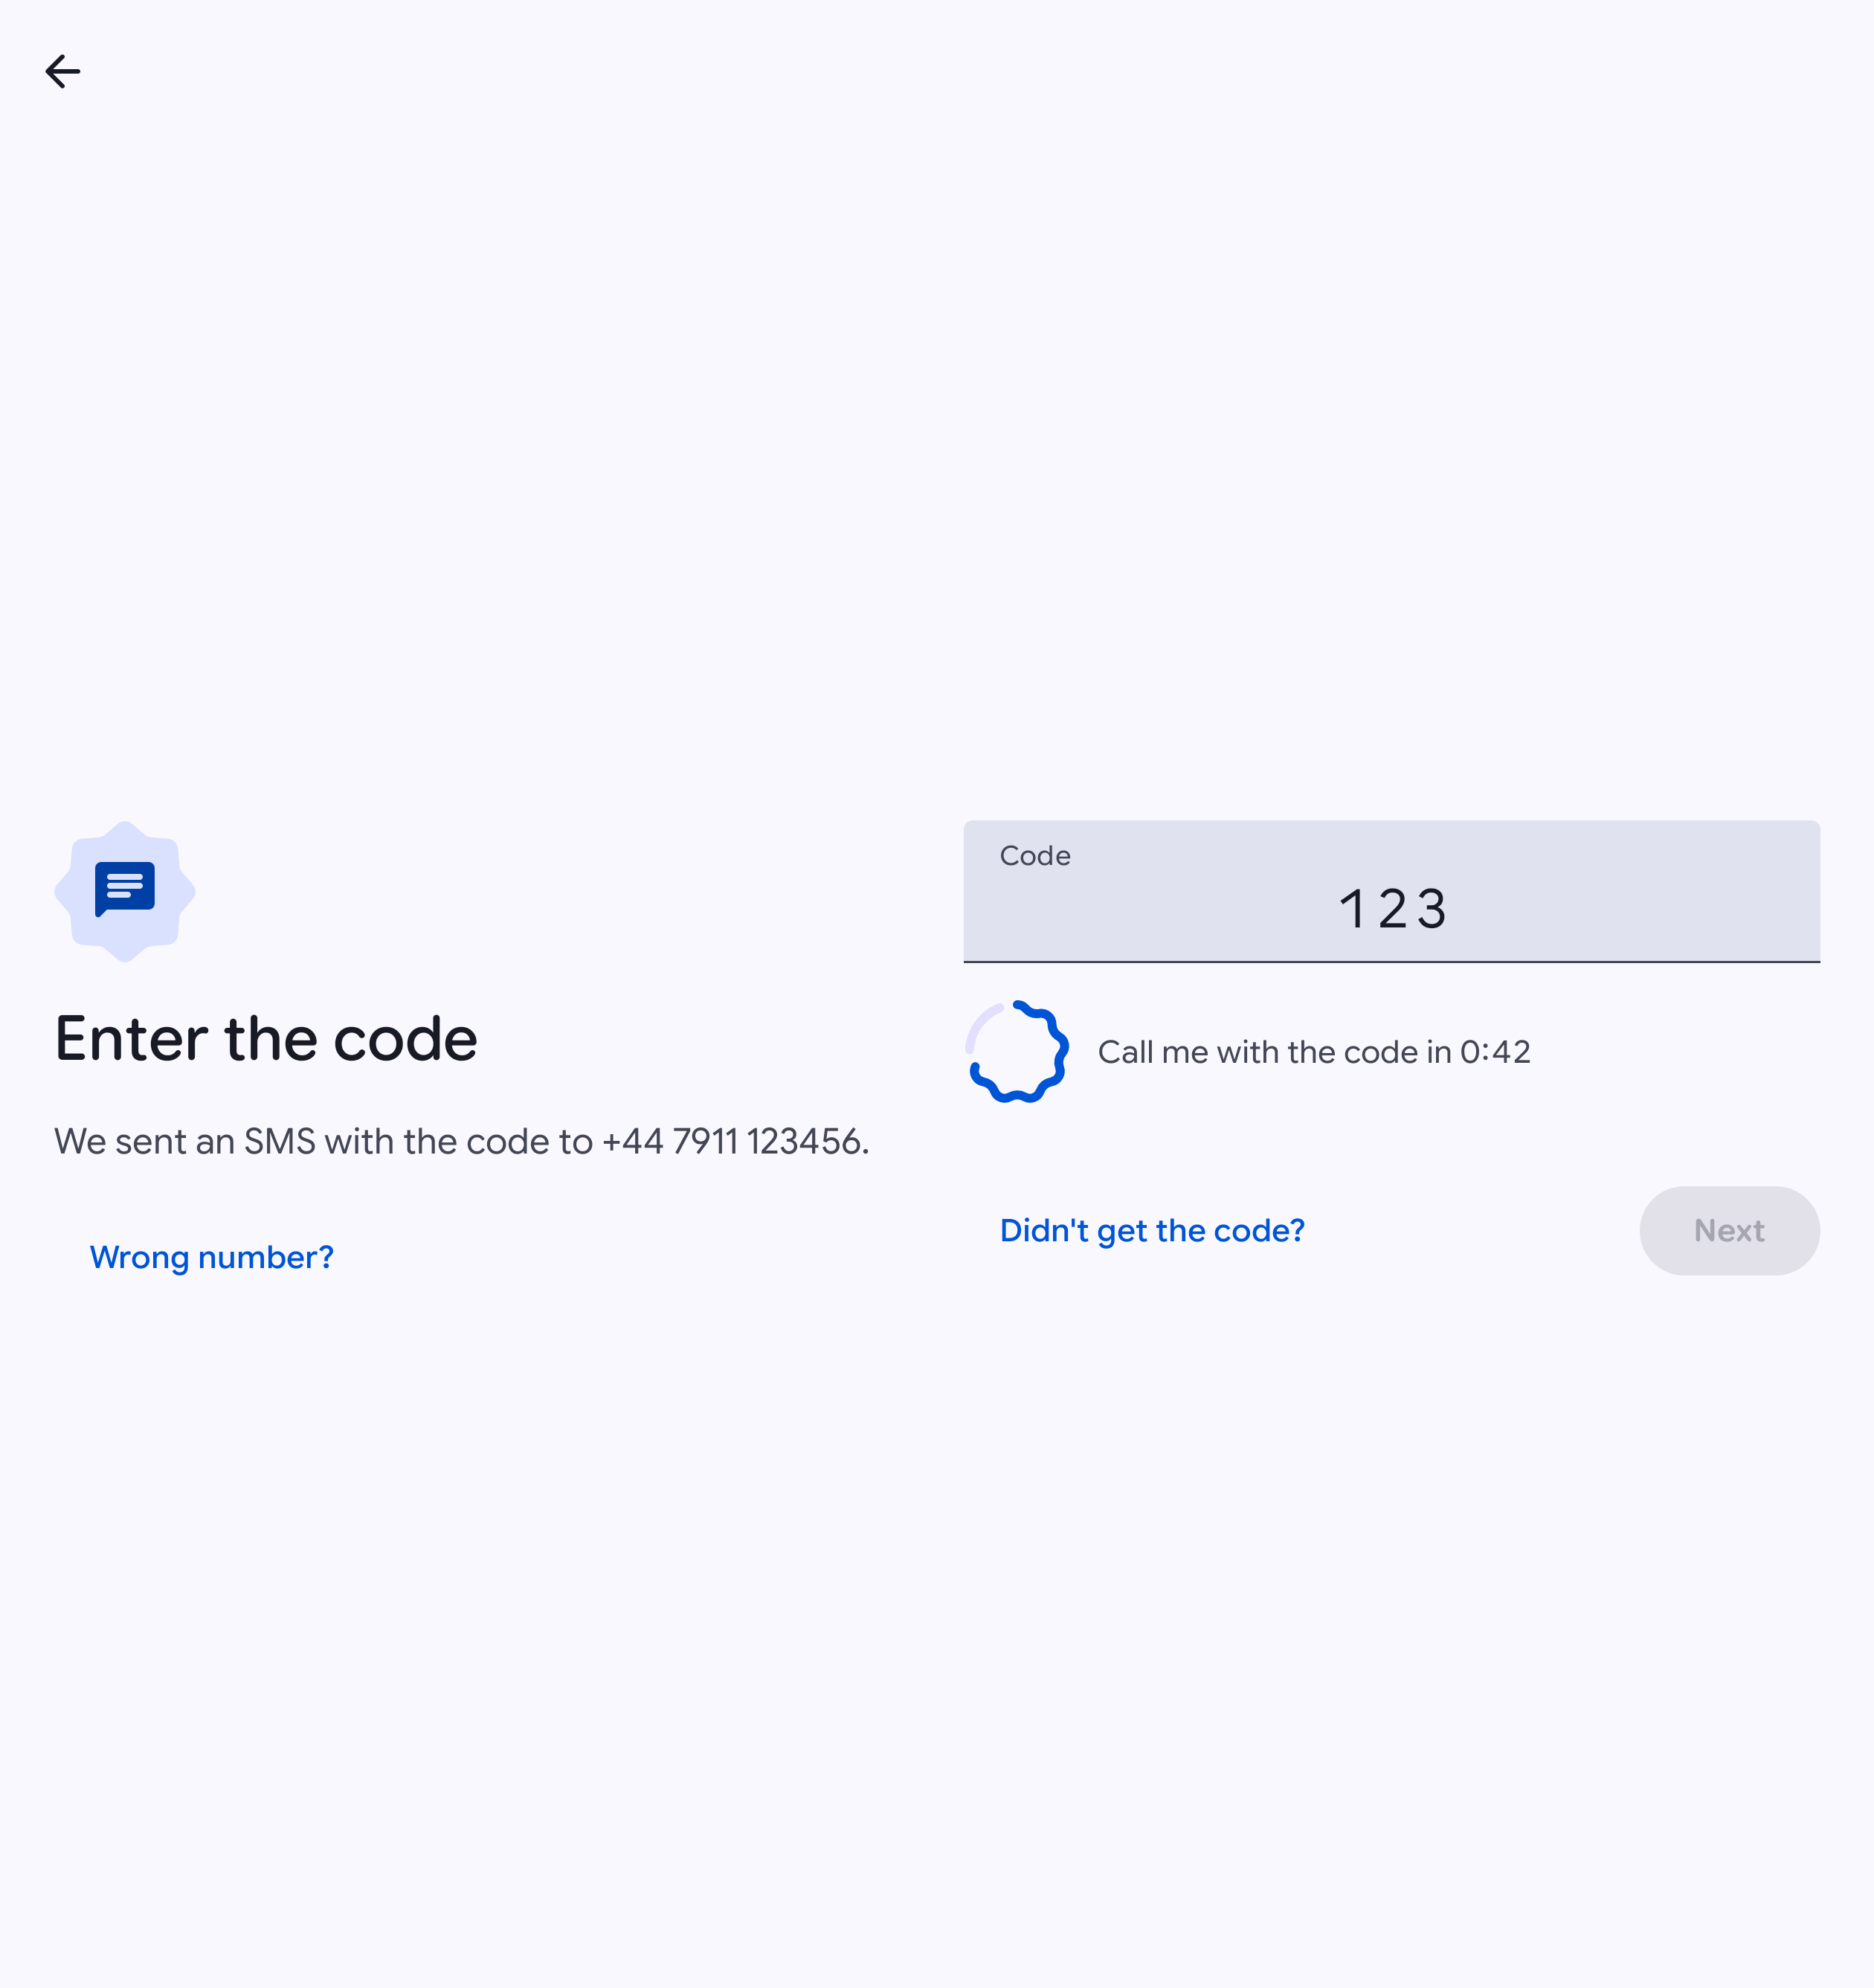 Enter the code
We sent an SMS with the code to +44 7911 123456.
Wrong number?
Code
123
Call me with the code in 0:42
Didn't get the code?
Next